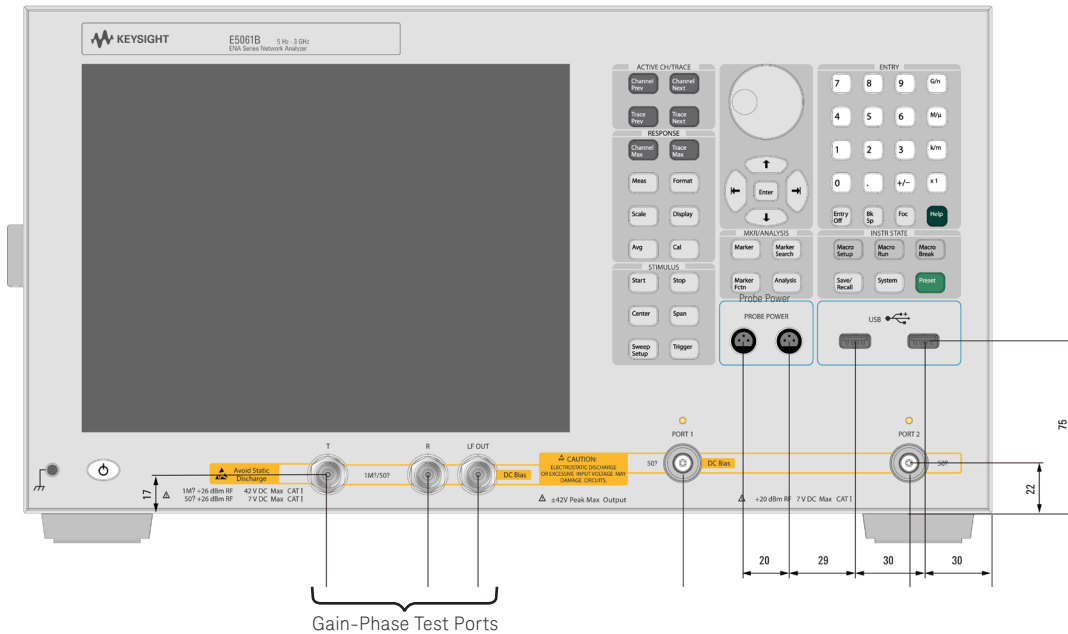 KEYSIGHT
E5061B 5 Hz - 3 GHz
ENA Series Network Analyzer
ACTIVE CH/TRACE
Channel Prev
Channel Next
Trace Prev
Trace Next
RESPONSE
Channel Max
Trace Max
Meas
Format
Scale
Display
Avg
Cal
STIMULUS
Start
Stop
Center
Span
Sweep Setup
Trigger
Enter
MKR/ANALYSIS
Marker
Marker Search
Marker Fctn
Analysis
Probe Power
PROBE POWER
ENTRY
7 8 9 G/n
4 5 6 M/µ
1 2 3 k/m
0 . +/− x 1
Entry Off
Bk Sp
Foc
Help
INSTR STATE
Macro Setup
Macro Run
Macro Break
Save/ Recall
System
Preset
USB
75
T
R
LF OUT
PORT 1
PORT 2
Avoid Static
Discharge
1M?/50?
DC Bias
CAUTION:
ELECTROSTATIC DISCHARGE
OR EXCESSIVE INPUT VOLTAGE MAY
DAMAGE CIRCUITS.
50?
DC Bias
50?
17
1M? +26 dBm RF 42 V DC Max CAT I
50? +26 dBm RF 7 V DC Max CAT I
±42V Peak Max Output
+20 dBm RF 7 V DC Max CAT I
22
20
29
30
30
Gain-Phase Test Ports